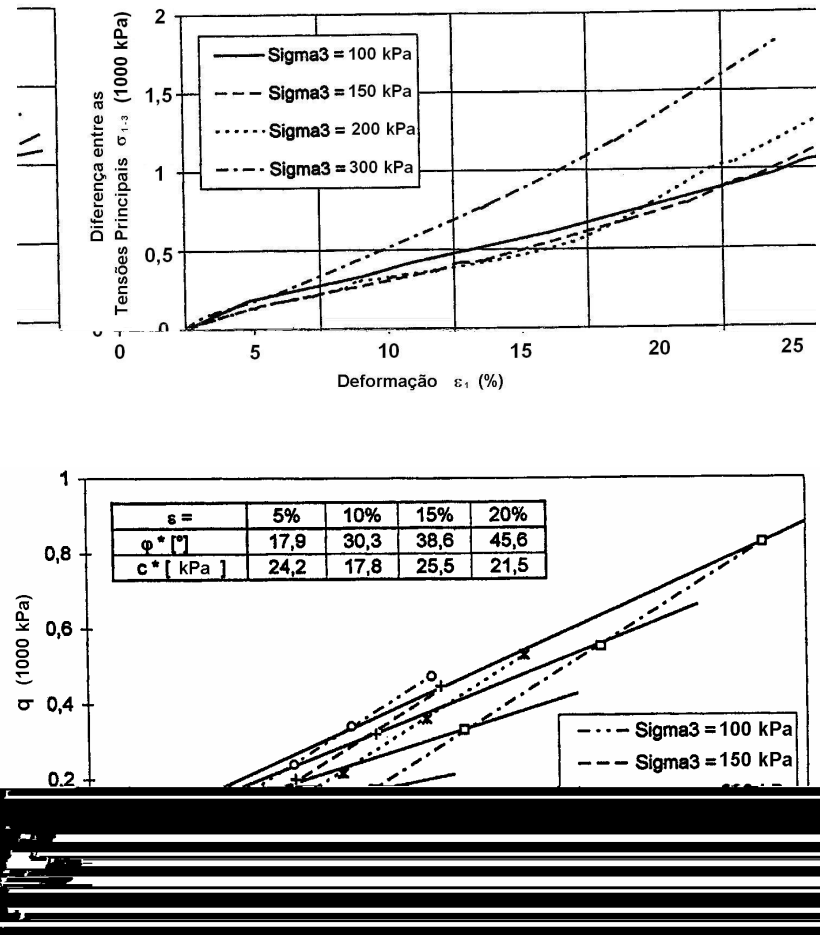 2
1,5
1
0,5
0
Diferença entre as
Tensões Principais σ1-3 (1000 kPa)
Sigma3 = 100 kPa
Sigma3 = 150 kPa
Sigma3 = 200 kPa
Sigma3 = 300 kPa
0 5 10 15 20 25
Deformação ε1 (%)
1
0,8
0,6
0,4
0,2
q (1000 kPa)
ε = 5% 10% 15% 20%
φ * [°] 17,9 30,3 38,6 45,6
c * [ kPa ] 24,2 17,8 25,5 21,5
Sigma3 = 100 kPa
Sigma3 = 150 kPa